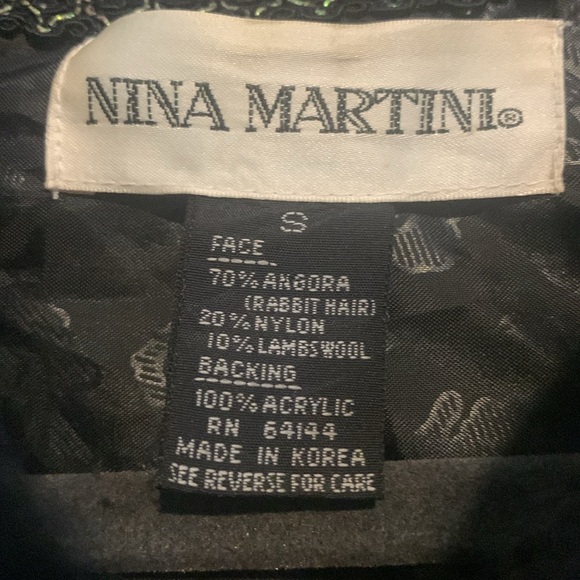 NINA MARTINI®
S
FACE
70% ANGORA
(RABBIT HAIR)
20% NYLON
10% LAMBSWOOL
BACKING
100% ACRYLIC
RN 64144
MADE IN KOREA
SEE REVERSE FOR CARE